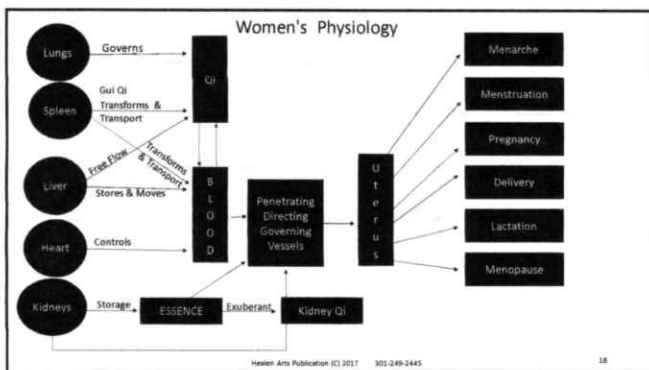 Women's Physiology
Lungs
Governs
Qi
Spleen
Gui Qi
Transforms &
Transport
Free Flow
Transforms
& Transport
Liver
Stores & Moves
BLOOD
Heart
Controls
Kidneys
Storage
ESSENCE
Exuberant
Kidney Qi
Penetrating
Directing
Governing
Vessels
Uterus
Menarche
Menstruation
Pregnancy
Delivery
Lactation
Menopause
Healen Arts Publication (C) 2017 301-249-2445
18